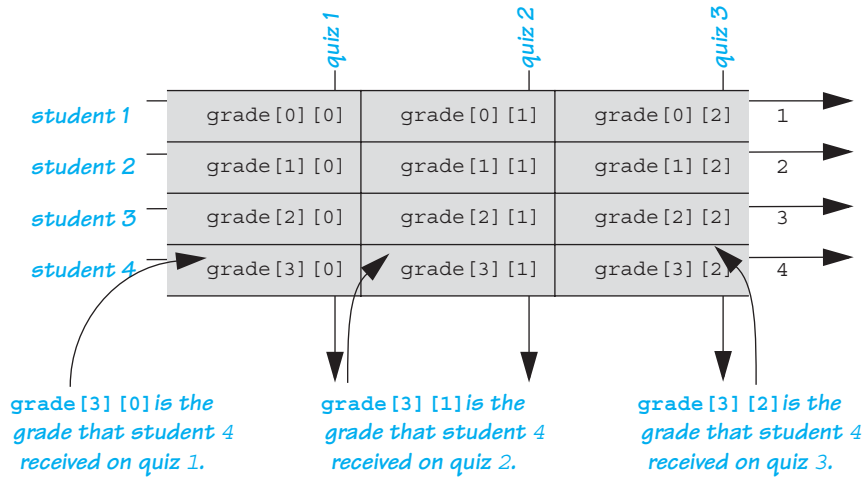 quiz 1 quiz 2 quiz 3
student 1 grade[0][0] grade[0][1] grade[0][2] 1
student 2 grade[1][0] grade[1][1] grade[1][2] 2
student 3 grade[2][0] grade[2][1] grade[2][2] 3
student 4 grade[3][0] grade[3][1] grade[3][2] 4
grade[3][0] is the
grade that student 4
received on quiz 1.
grade[3][1] is the
grade that student 4
received on quiz 2.
grade[3][2] is the
grade that student 4
received on quiz 3.